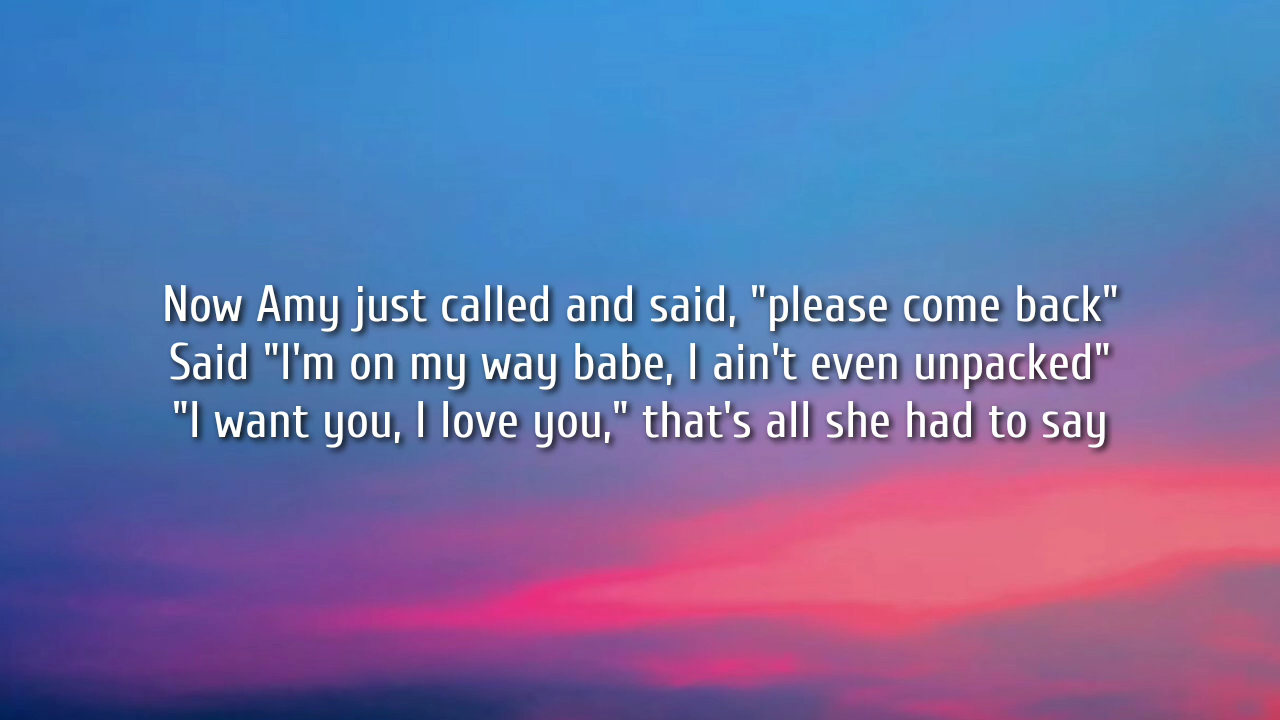 Now Amy just called and said, "please come back"
Said "I'm on my way babe, I ain't even unpacked"
"I want you, I love you," that's all she had to say